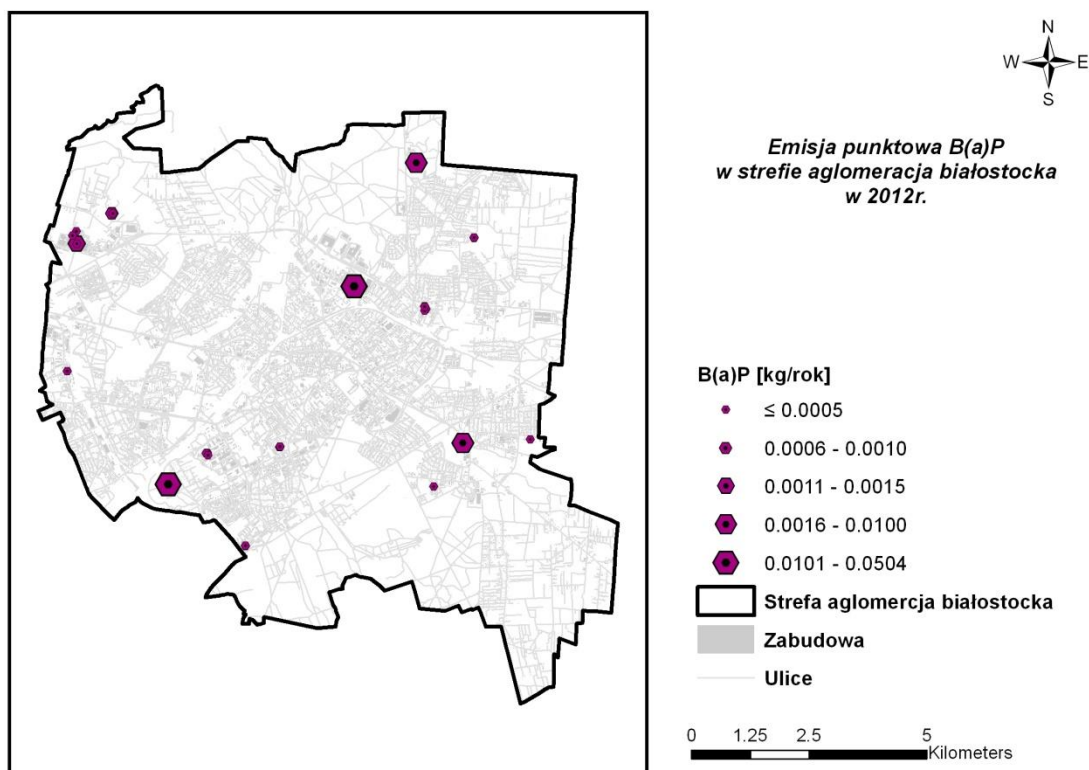 N
W E
S
Emisja punktowa B(a)P
w strefie aglomeracja białostocka
w 2012r.
B(a)P [kg/rok]
≤ 0.0005
0.0006 - 0.0010
0.0011 - 0.0015
0.0016 - 0.0100
0.0101 - 0.0504
Strefa aglomercja białostocka
Zabudowa
Ulice
0 1.25 2.5 5
Kilometers